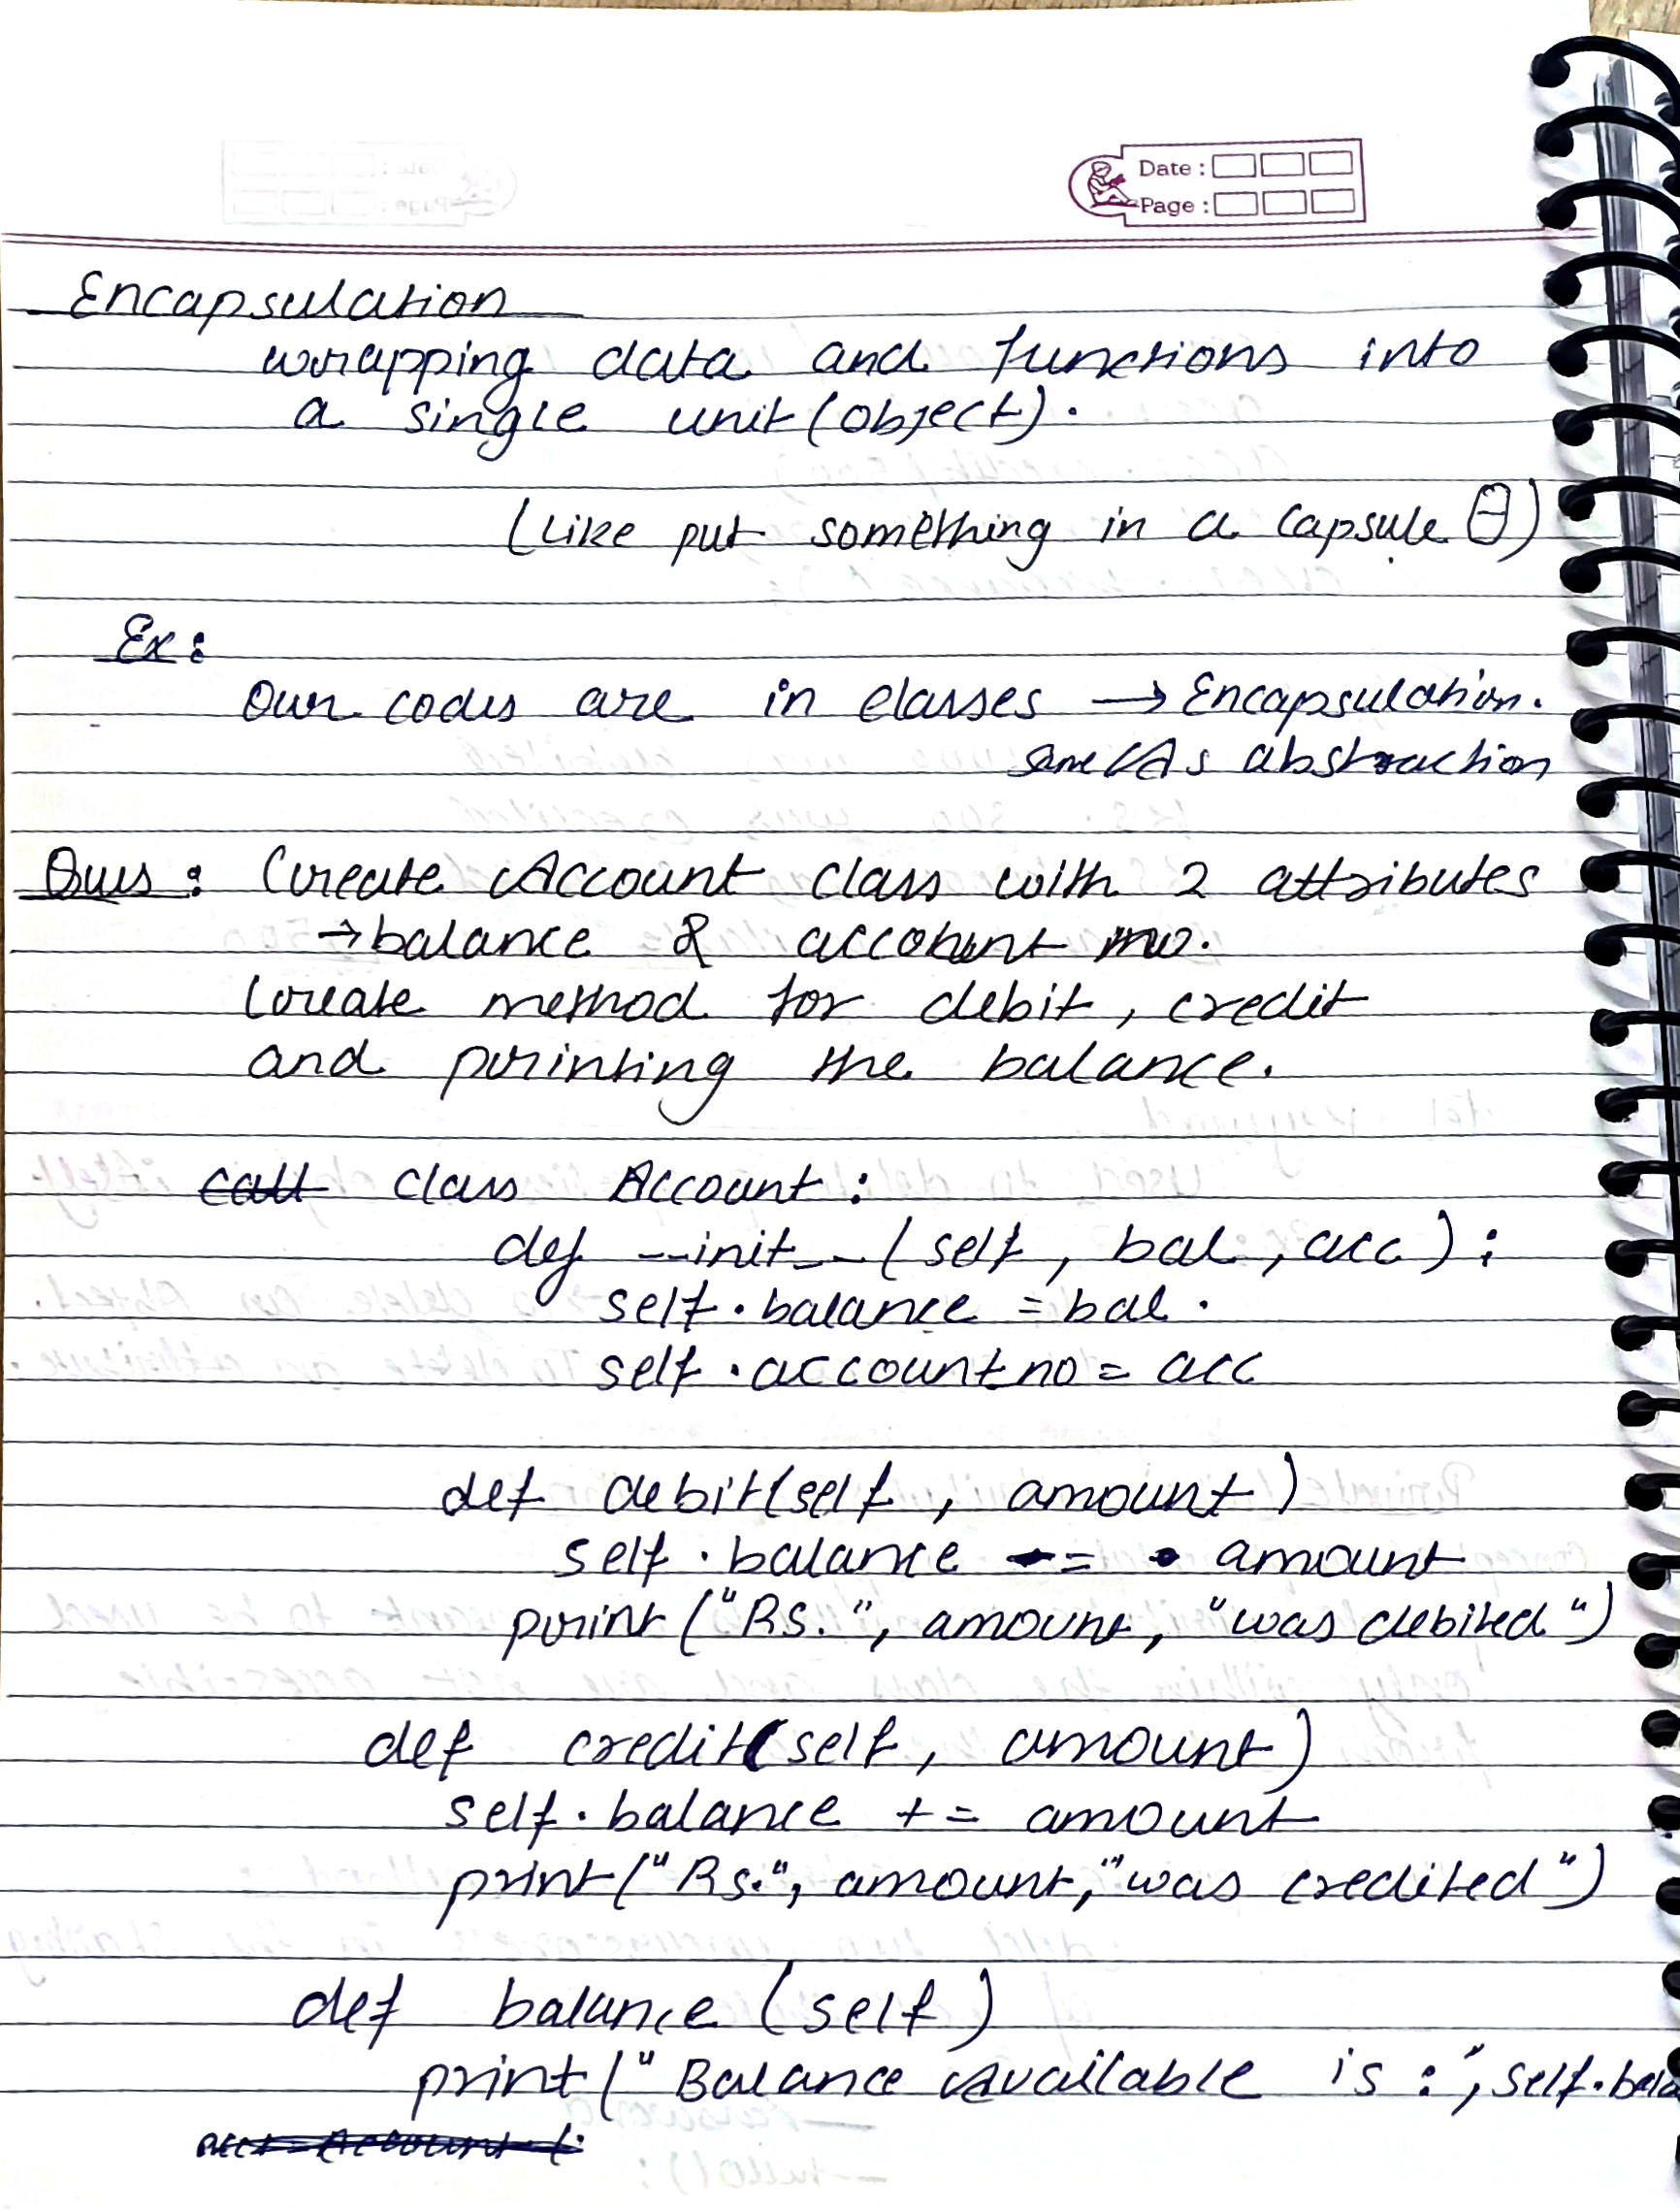 Date :
Page :
Encapsulation
wrapping data and functions into
a single unit (object).
(Like put something in a capsule)
Ex :
Our codes are in classes → Encapsulation.
same As abstraction
Ques : Create Account class with 2 attributes
→ balance & account no.
Create method for debit, credit
and printing the balance.
call class Account :
def __init__(self, bal, acc) :
self.balance = bal.
self.accountno = acc
def debit(self, amount)
self.balance -= amount
print("Rs.", amount, "was debited")
def credit(self, amount)
self.balance += amount
print("Rs.", amount, "was credited")
def balance (self)
print("Balance Available is :", self.bala